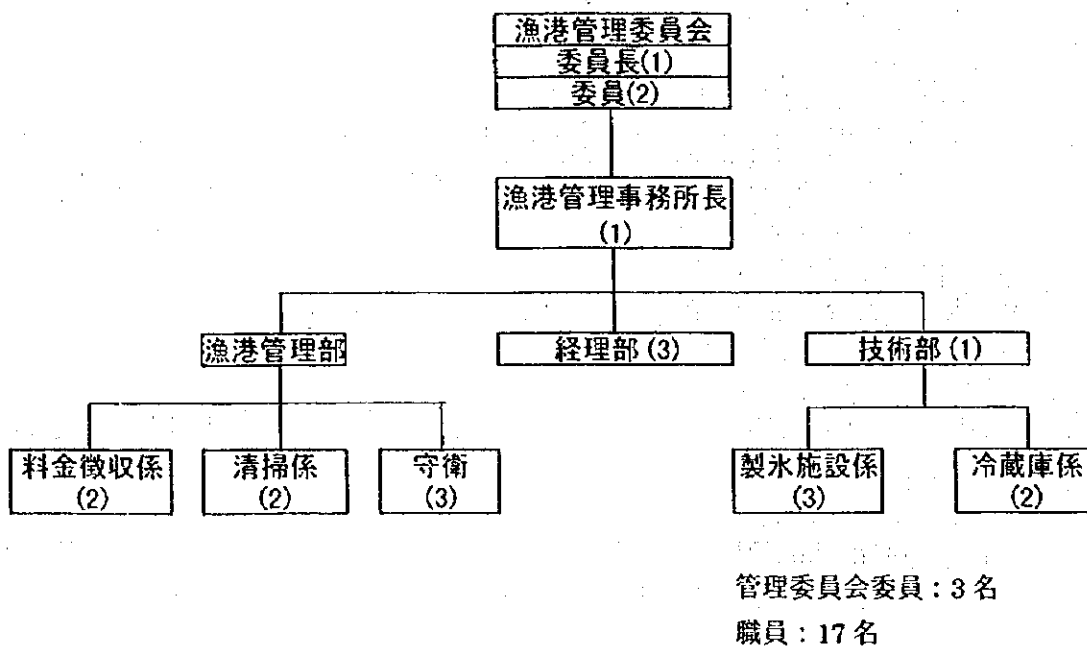 漁港管理委員会
委員長(1)
委員(2)
漁港管理事務所長
(1)
漁港管理部
経理部(3)
技術部(1)
料金徴収係
(2)
清掃係
(2)
守衛
(3)
製氷施設係
(3)
冷蔵庫係
(2)
管理委員会委員：3名
職員：17名